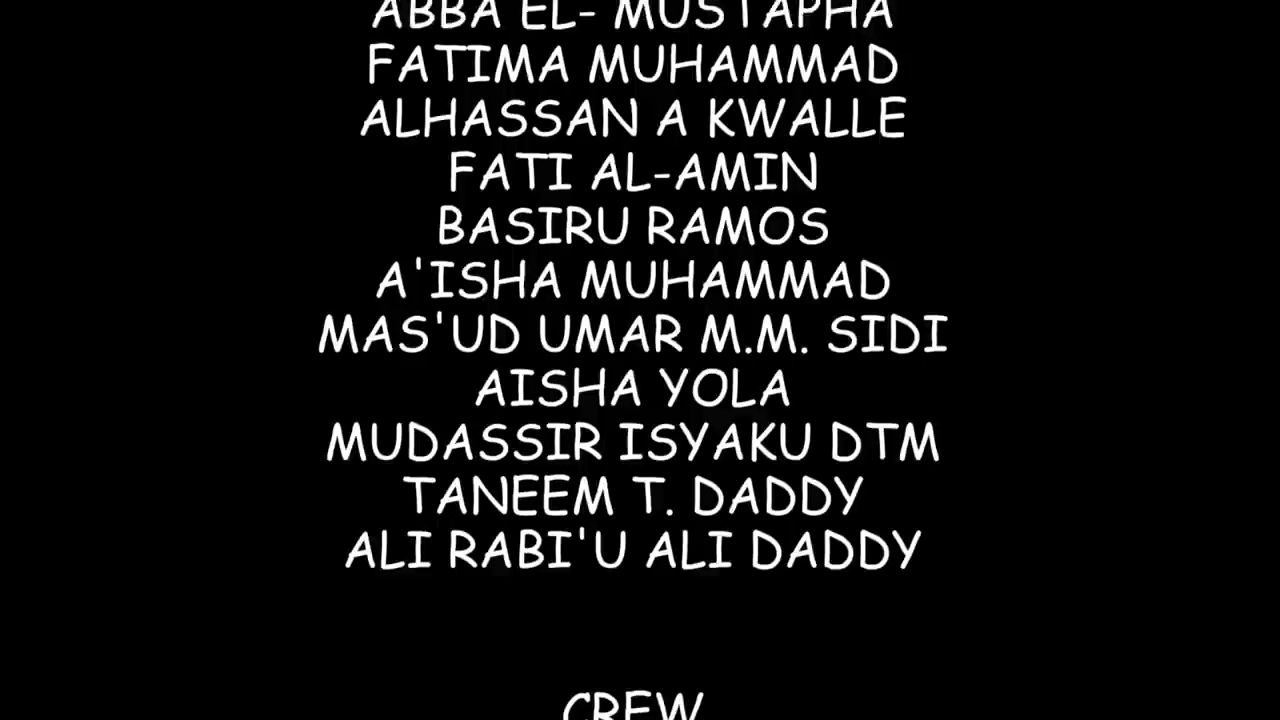 ABBA EL- MUSTAPHA
FATIMA MUHAMMAD
ALHASSAN A KWALLE
FATI AL-AMIN
BASIRU RAMOS
A'ISHA MUHAMMAD
MAS'UD UMAR M.M. SIDI
AISHA YOLA
MUDASSIR ISYAKU DTM
TANEEM T. DADDY
ALI RABI'U ALI DADDY
CREW